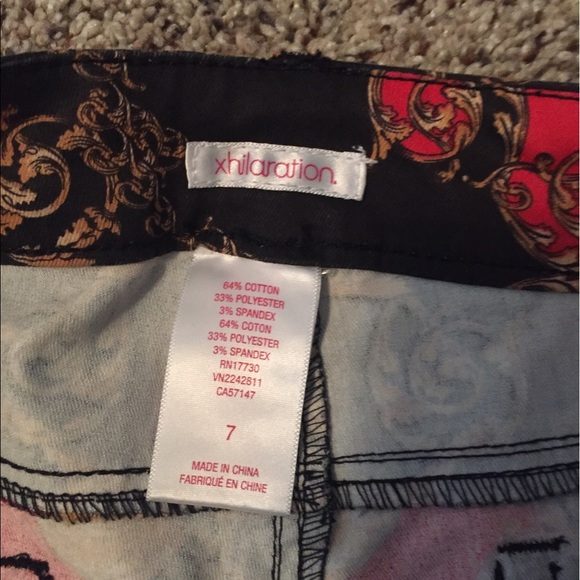 xhilaration.
64% COTTON
33% POLYESTER
3% SPANDEX
64% COTON
33% POLYESTER
3% SPANDEX
RN17730
VN2242611
CA57147
7
MADE IN CHINA
FABRIQUÉ EN CHINE